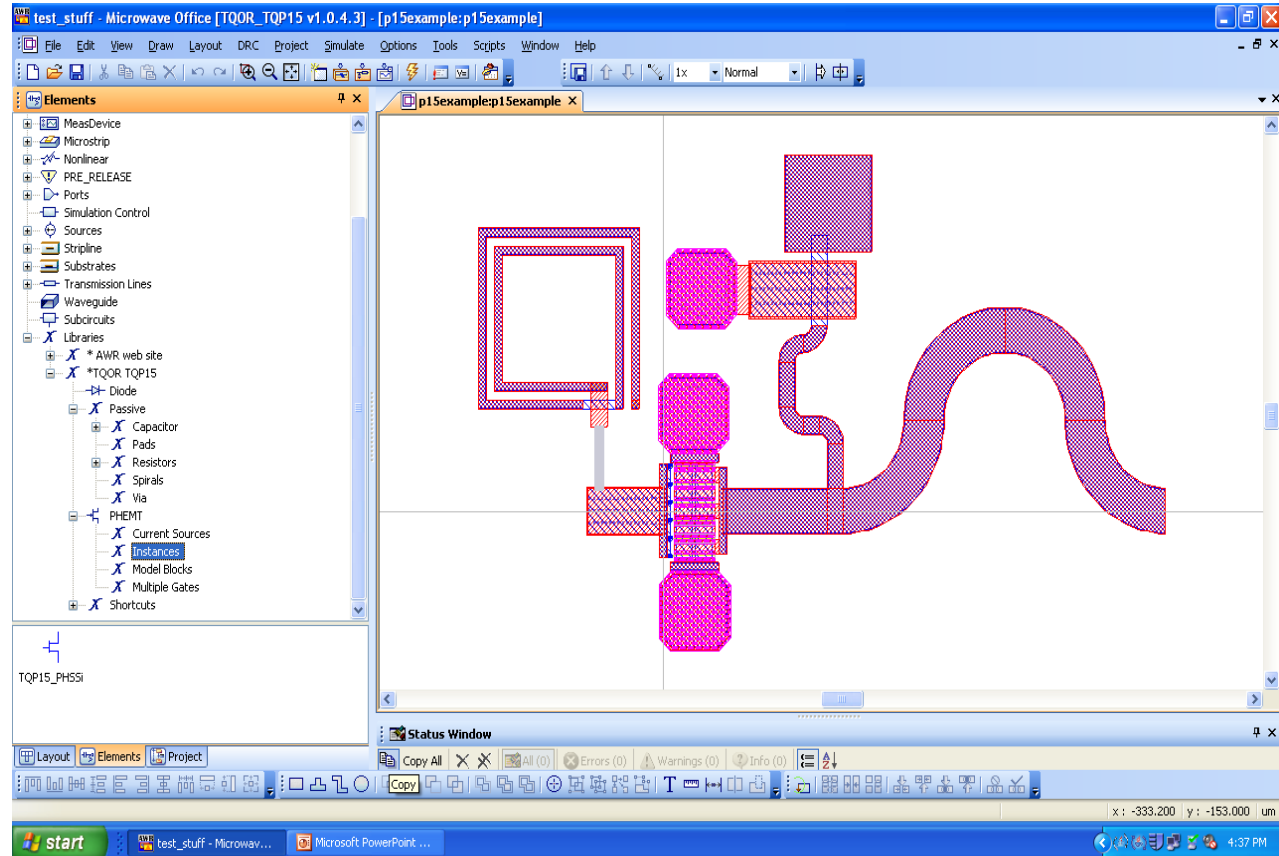 test_stuff - Microwave Office [TQOR_TQP15 v1.0.4.3] - [p15example:p15example]
File Edit View Draw Layout DRC Project Simulate Options Tools Scripts Window Help
1x Normal
Elements
p15example:p15example
MeasDevice
Microstrip
Nonlinear
PRE_RELEASE
Ports
Simulation Control
Sources
Stripline
Substrates
Transmission Lines
Waveguide
Subcircuits
Libraries
* AWR web site
*TQOR TQP15
Diode
Passive
Capacitor
Pads
Resistors
Spirals
Via
PHEMT
Current Sources
Instances
Model Blocks
Multiple Gates
Shortcuts
TQP15_PHSSi
Layout Elements Project
Status Window
Copy All All (0) Errors (0) Warnings (0) Info (0)
Copy
x: -333.200 y: -153.000 um
start test_stuff - Microwav... Microsoft PowerPoint ... 4:37 PM